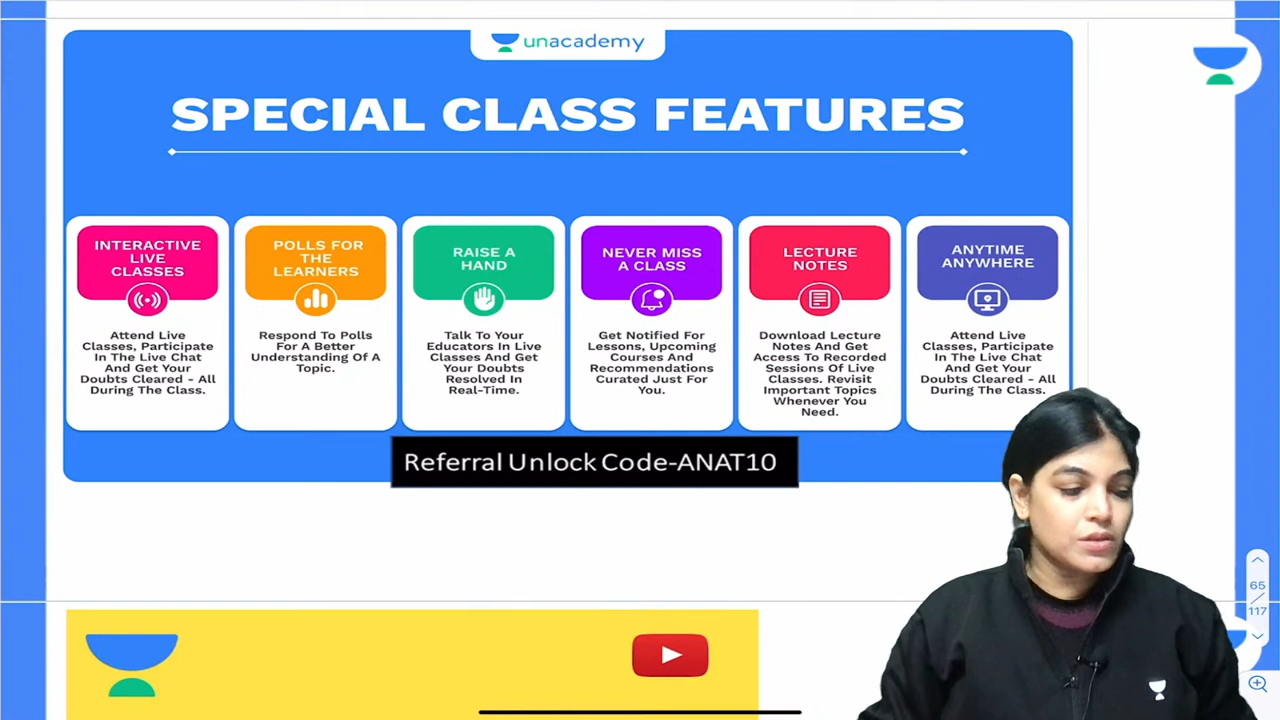 unacademy
SPECIAL CLASS FEATURES
INTERACTIVE
LIVE
CLASSES
Attend Live
Classes, Participate
In The Live Chat
And Get Your
Doubts Cleared - All
During The Class.
POLLS FOR
THE
LEARNERS
Respond To Polls
For A Better
Understanding Of A
Topic.
RAISE A
HAND
Talk To Your
Educators In Live
Classes And Get
Your Doubts
Resolved In
Real-Time.
NEVER MISS
A CLASS
Get Notified For
Lessons, Upcoming
Courses And
Recommendations
Curated Just For
You.
LECTURE
NOTES
Download Lecture
Notes And Get
Access To Recorded
Sessions Of Live
Classes. Revisit
Important Topics
Whenever You
Need.
ANYTIME
ANYWHERE
Attend Live
Classes, Participate
In The Live Chat
And Get Your
Doubts Cleared - All
During The Class.
Referral Unlock Code-ANAT10
65
/
117